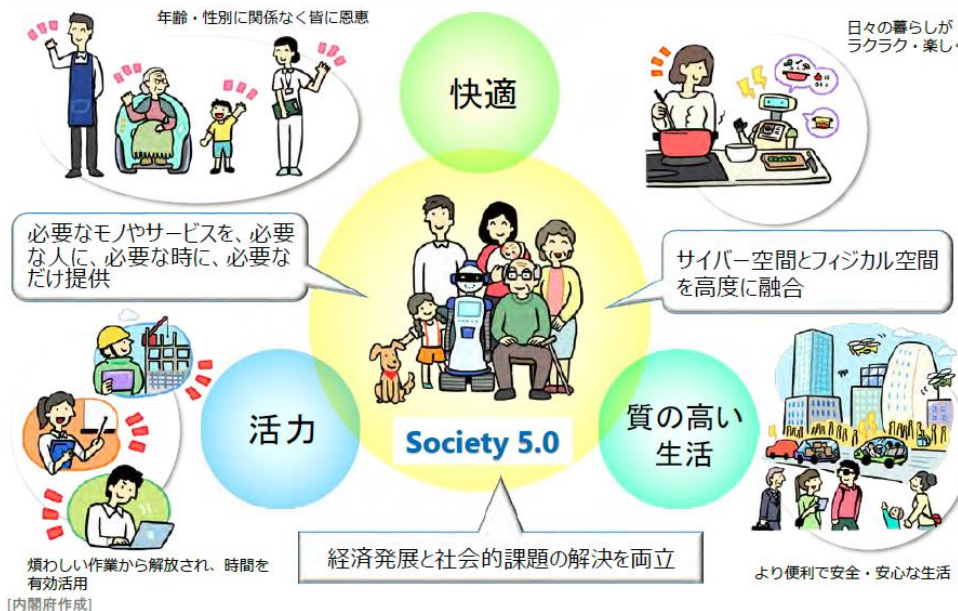 年齢・性別に関係なく皆に恩恵
快適
日々の暮らしが
ラクラク・楽しく
必要なモノやサービスを、必要
な人に、必要な時に、必要な
だけ提供
サイバー空間とフィジカル空間
を高度に融合
活力
Society 5.0
質の高い
生活
経済発展と社会的課題の解決を両立
煩わしい作業から解放され、時間を
有効活用
より便利で安全・安心な生活
[内閣府作成]